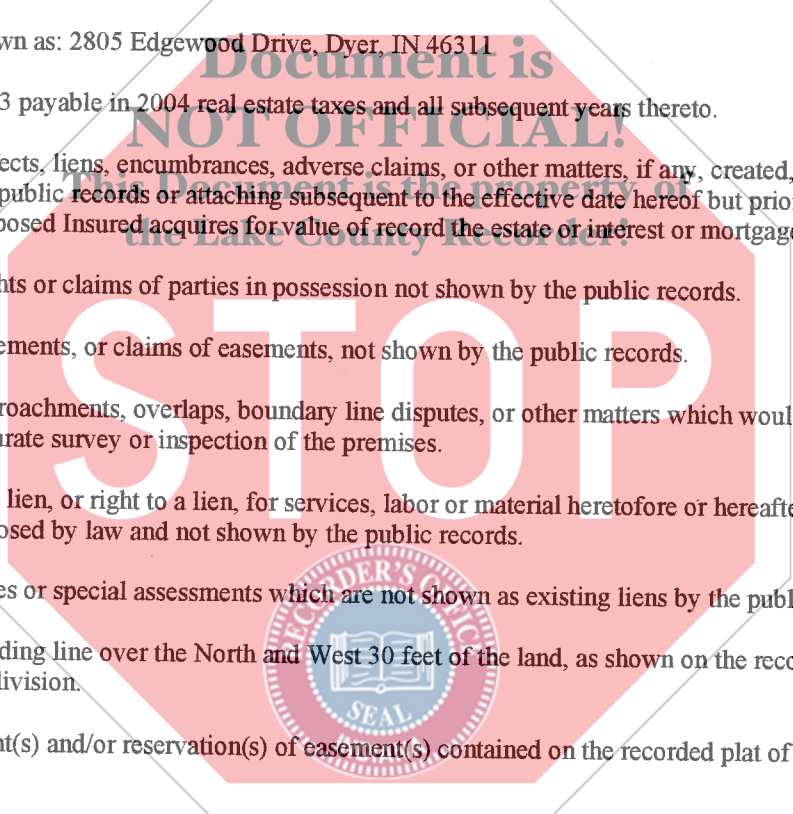 wn as: 2805 Edgewood Drive, Dyer, IN 46311
Document is
3 payable in 2004 real estate taxes and all subsequent years thereto.
NOT OFFICIAL!
ects, liens, encumbrances, adverse claims, or other matters, if any, created,
This Document is the property of
public records or attaching subsequent to the effective date hereof but prior
the Lake County Recorder!
posed Insured acquires for value of record the estate or interest or mortgage
hts or claims of parties in possession not shown by the public records.
STOP
ements, or claims of easements, not shown by the public records.
roachments, overlaps, boundary line disputes, or other matters which woul
urate survey or inspection of the premises.
lien, or right to a lien, for services, labor or material heretofore or hereafte
osed by law and not shown by the public records.
RECORDER'S OFFICE
es or special assessments which are not shown as existing liens by the publ
ding line over the North and West 30 feet of the land, as shown on the reco
livision.
SEAL
INDIANA
nt(s) and/or reservation(s) of easement(s) contained on the recorded plat of